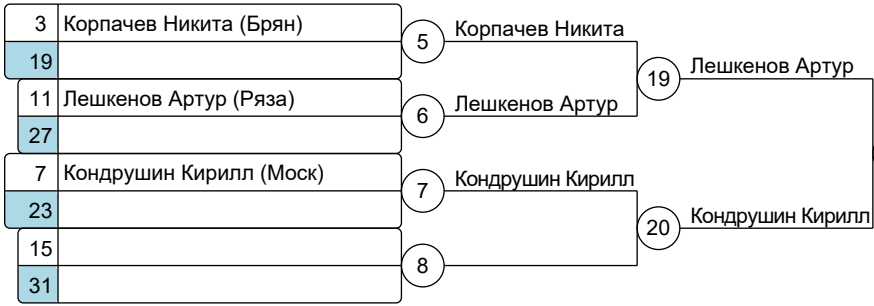 3 Корпачев Никита (Брян)
19
11 Лешкенов Артур (Ряза)
27
7 Кондрушин Кирилл (Моск)
23
15
31
5 Корпачев Никита
6 Лешкенов Артур
7 Кондрушин Кирилл
8
19 Лешкенов Артур
20 Кондрушин Кирилл